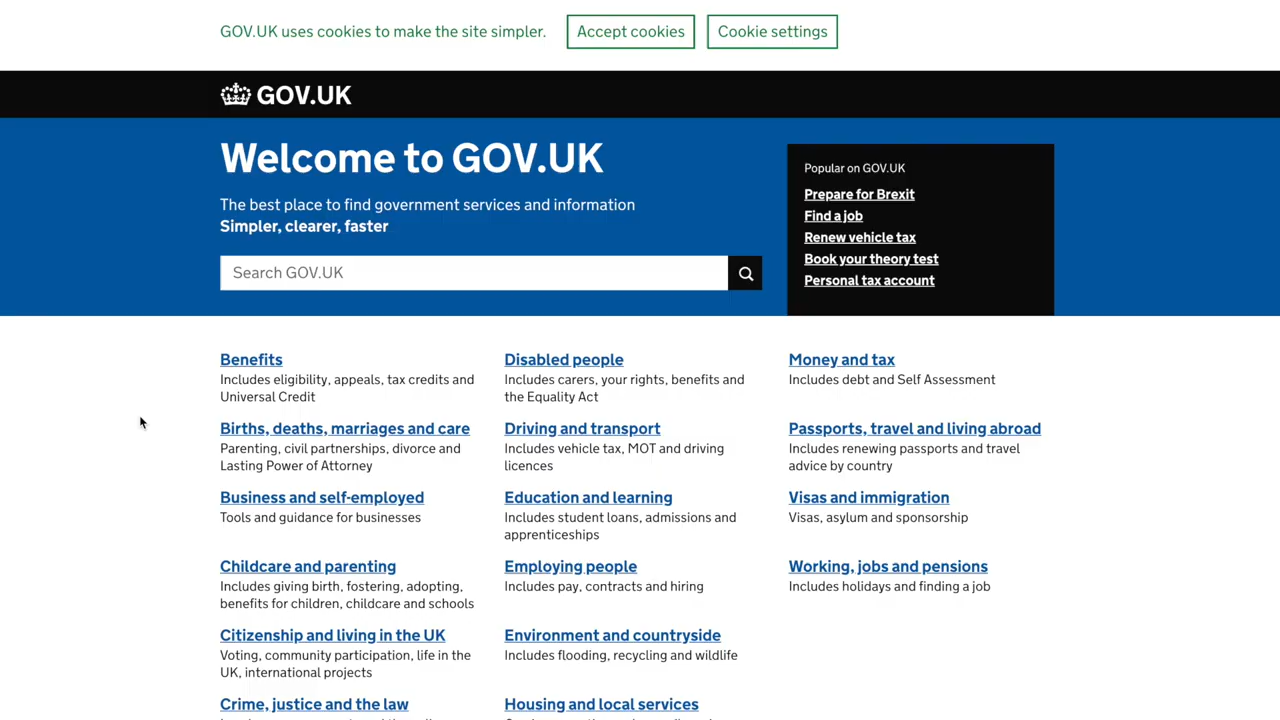 GOV.UK uses cookies to make the site simpler.
Accept cookies
Cookie settings
GOV.UK
Welcome to GOV.UK
The best place to find government services and information
Simpler, clearer, faster
Search GOV.UK
Popular on GOV.UK
Prepare for Brexit
Find a job
Renew vehicle tax
Book your theory test
Personal tax account
Benefits
Includes eligibility, appeals, tax credits and
Universal Credit
Births, deaths, marriages and care
Parenting, civil partnerships, divorce and
Lasting Power of Attorney
Business and self-employed
Tools and guidance for businesses
Childcare and parenting
Includes giving birth, fostering, adopting,
benefits for children, childcare and schools
Citizenship and living in the UK
Voting, community participation, life in the
UK, international projects
Crime, justice and the law
Disabled people
Includes carers, your rights, benefits and
the Equality Act
Driving and transport
Includes vehicle tax, MOT and driving
licences
Education and learning
Includes student loans, admissions and
apprenticeships
Employing people
Includes pay, contracts and hiring
Environment and countryside
Includes flooding, recycling and wildlife
Housing and local services
Money and tax
Includes debt and Self Assessment
Passports, travel and living abroad
Includes renewing passports and travel
advice by country
Visas and immigration
Visas, asylum and sponsorship
Working, jobs and pensions
Includes holidays and finding a job